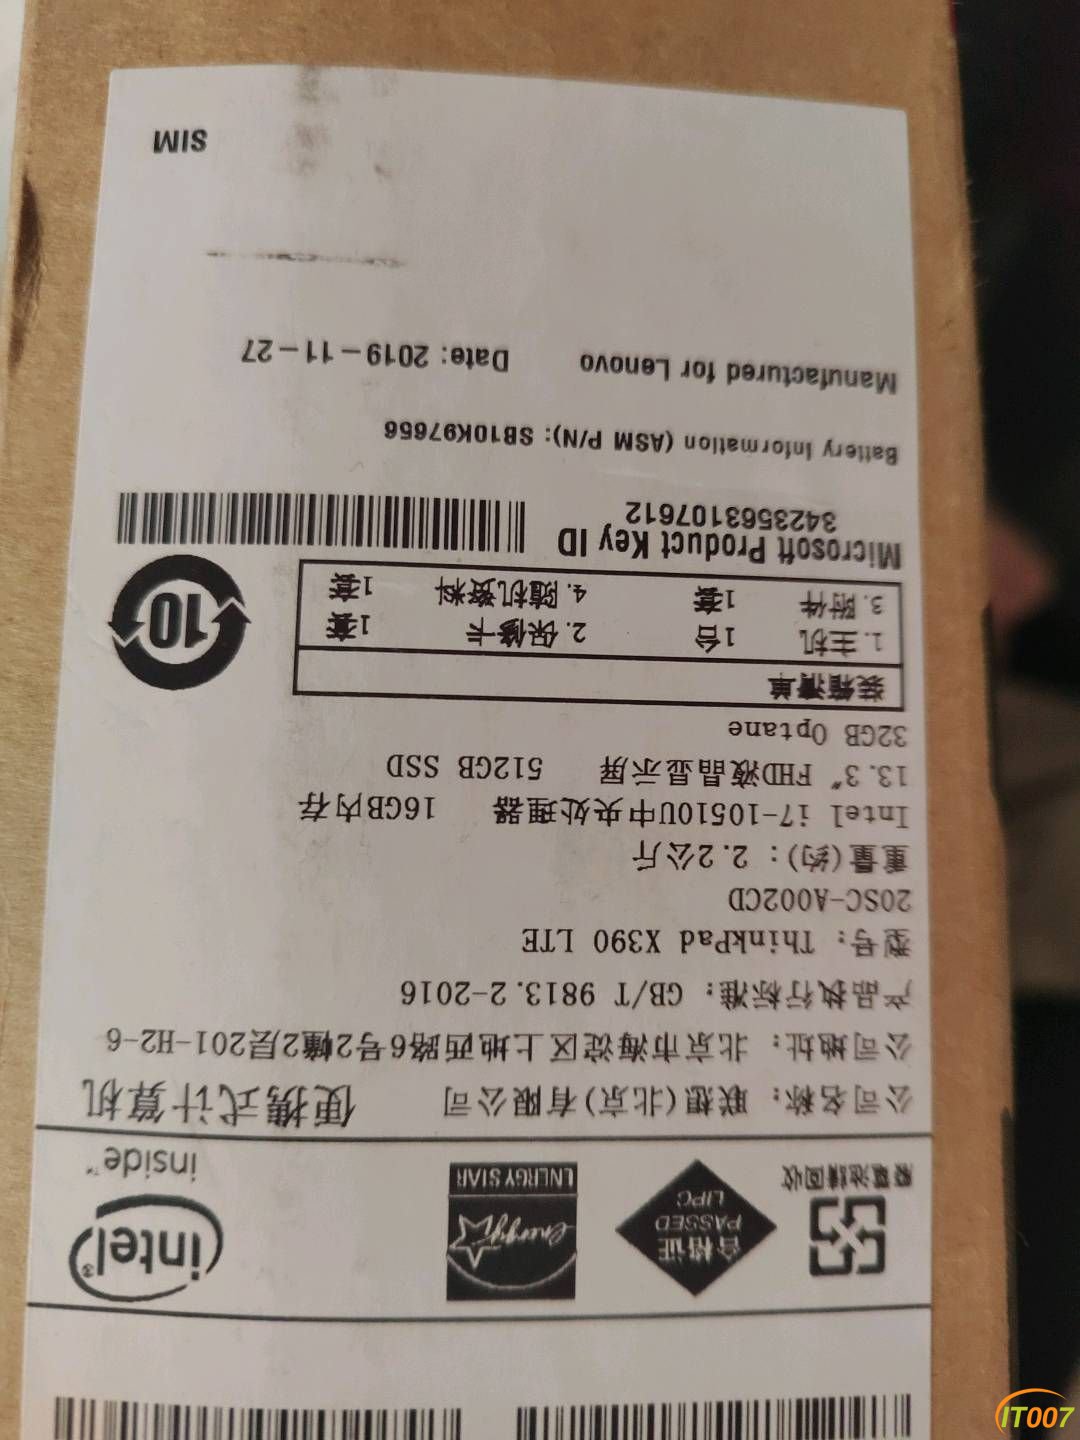 廢電池請回收
合格证
PASSED
LIPC
energy
ENERGY STAR
intel®
inside™
公司名称：联想(北京)有限公司 便携式计算机
公司地址：北京市海淀区上地西路6号2幢2层201-H2-6
产品执行标准：GB/T 9813.2-2016
型号：ThinkPad X390 LTE
20SC-A002CD
重量(约)：2.2公斤
Intel i7-10510U中央处理器 16GB内存
13.3" FHD液晶显示屏 512GB SSD
32GB Optane
装箱清单
1.主机 1台 2.保修卡 1套
3.附件 1套 4.随机资料 1套
10
Microsoft Product Key ID
3423563107612
Battery Information (ASM P/N): SB10K97656
Manufactured for Lenovo Date: 2019-11-27
SIM
IT007